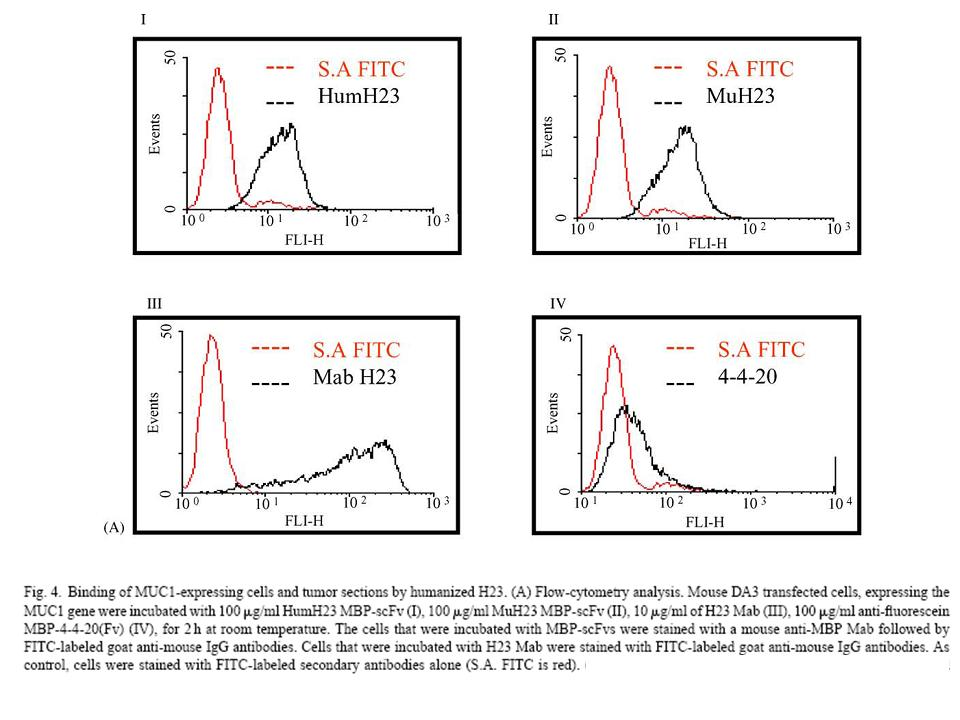 I
II
50
S.A FITC
HumH23
Events
0
10 0
10 1
10 2
10 3
FLI-H
50
S.A FITC
MuH23
Events
0
10 0
10 1
10 2
10 3
FLI-H
III
IV
50
S.A FITC
Mab H23
Events
0
10 0
10 1
10 2
10 3
FLI-H
(A)
50
S.A FITC
4-4-20
Events
0
10 1
10 2
10 3
10 4
FLI-H
Fig. 4. Binding of MUC1-expressing cells and tumor sections by humanized H23. (A) Flow-cytometry analysis. Mouse DA3 transfected cells, expressing the
MUC1 gene were incubated with 100 µg/ml HumH23 MBP-scFv (I), 100 µg/ml MuH23 MBP-scFv (II), 10 µg/ml of H23 Mab (III), 100 µg/ml anti-fluorescein
MBP-4-4-20(Fv) (IV), for 2 h at room temperature. The cells that were incubated with MBP-scFvs were stained with a mouse anti-MBP Mab followed by
FITC-labeled goat anti-mouse IgG antibodies. Cells that were incubated with H23 Mab were stained with FITC-labeled goat anti-mouse IgG antibodies. As
control, cells were stained with FITC-labeled secondary antibodies alone (S.A. FITC is red).